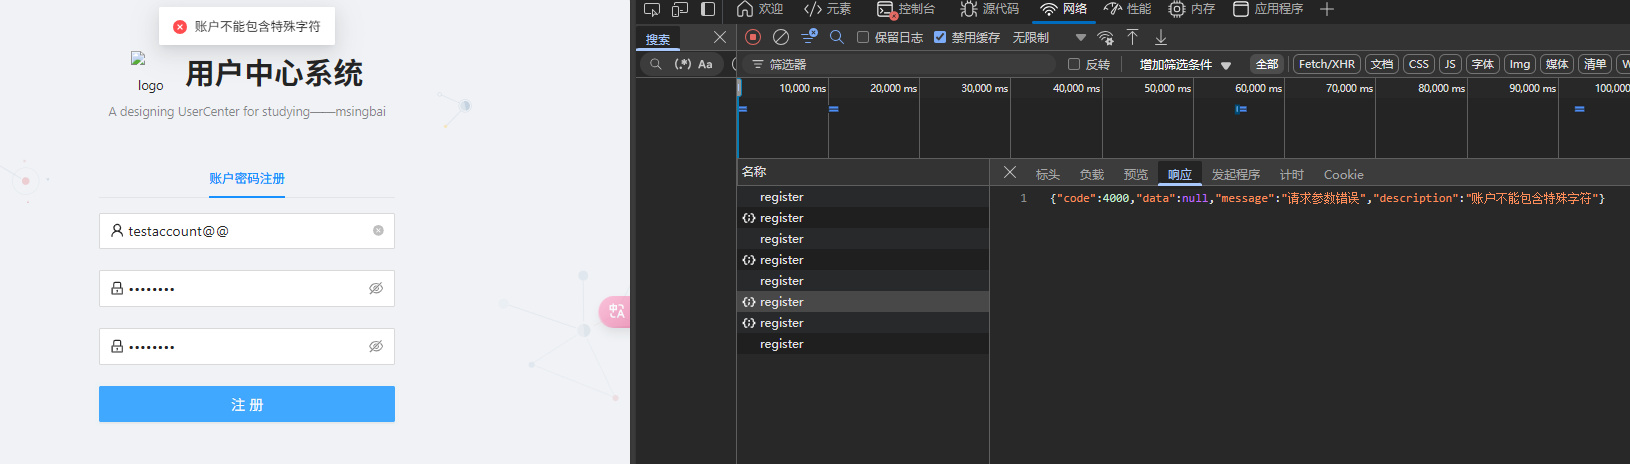 账户不能包含特殊字符
logo
用户中心系统
A designing UserCenter for studying——msingbai
账户密码注册
testaccount@@
••••••••
••••••••
注 册
中A
欢迎 元素 控制台 源代码 网络 性能 内存 应用程序
搜索
保留日志 禁用缓存 无限制
(.*) Aa
筛选器 反转 增加筛选条件 全部 Fetch/XHR 文档 CSS JS 字体 Img 媒体 清单 W
10,000 ms 20,000 ms 30,000 ms 40,000 ms 50,000 ms 60,000 ms 70,000 ms 80,000 ms 90,000 ms 100,000
名称
register
register
register
register
register
register
register
register
标头 负载 预览 响应 发起程序 计时 Cookie
1 {"code":4000,"data":null,"message":"请求参数错误","description":"账户不能包含特殊字符"}